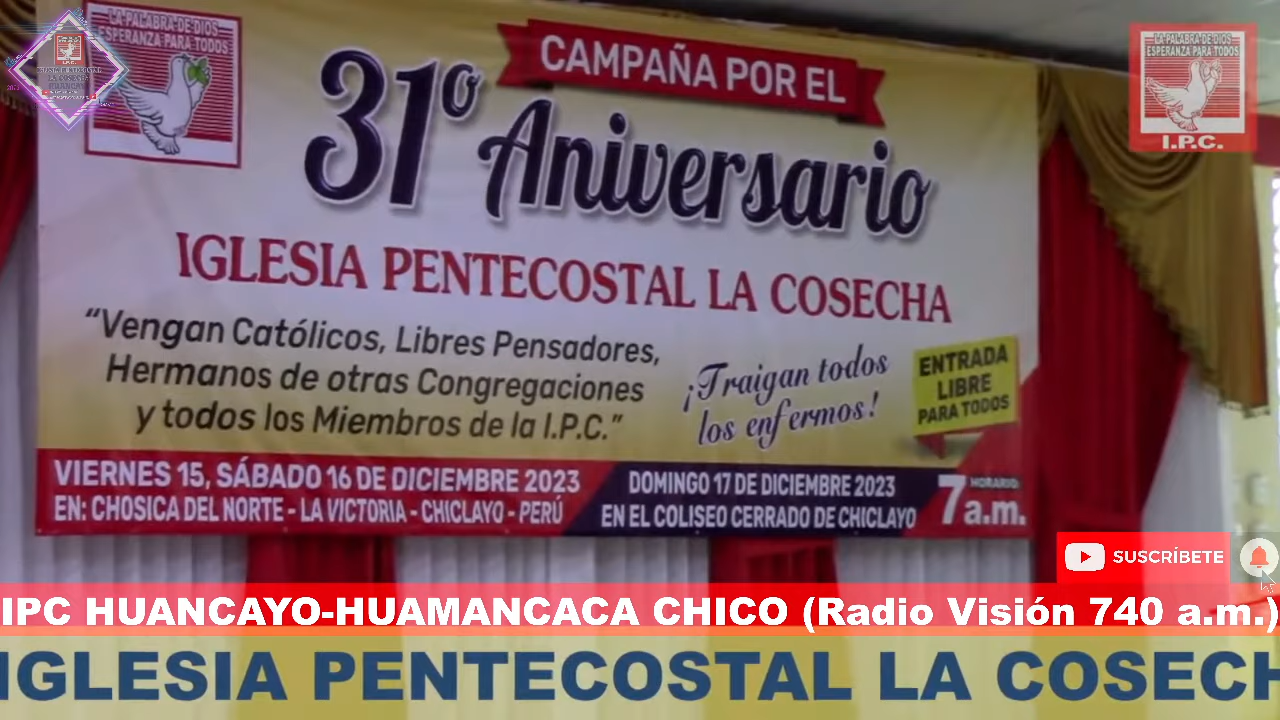 LA PALABRA DE DIOS
ESPERANZA PARA TODOS
CAMPAÑA POR EL
31º Aniversario
IGLESIA PENTECOSTAL LA COSECHA
“Vengan Católicos, Libres Pensadores,
Hermanos de otras Congregaciones
y todos los Miembros de la I.P.C.”
¡Traigan todos
los enfermos!
ENTRADA
LIBRE
PARA TODOS
VIERNES 15, SÁBADO 16 DE DICIEMBRE 2023
EN: CHOSICA DEL NORTE - LA VICTORIA - CHICLAYO - PERÚ
DOMINGO 17 DE DICIEMBRE 2023
EN EL COLISEO CERRADO DE CHICLAYO
HORARIO:
7 a.m.
LA PALABRA DE DIOS
ESPERANZA PARA TODOS
I.P.C.
SUSCRÍBETE
IPC HUANCAYO-HUAMANCACA CHICO (Radio Visión 740 a.m.)
IGLESIA PENTECOSTAL LA COSECH